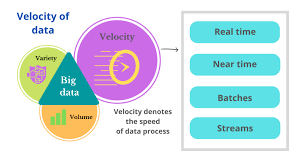 Velocity of
data
Variety
Velocity
Big
data
Volume
Velocity denotes
the speed
of data process
Real time
Near time
Batches
Streams